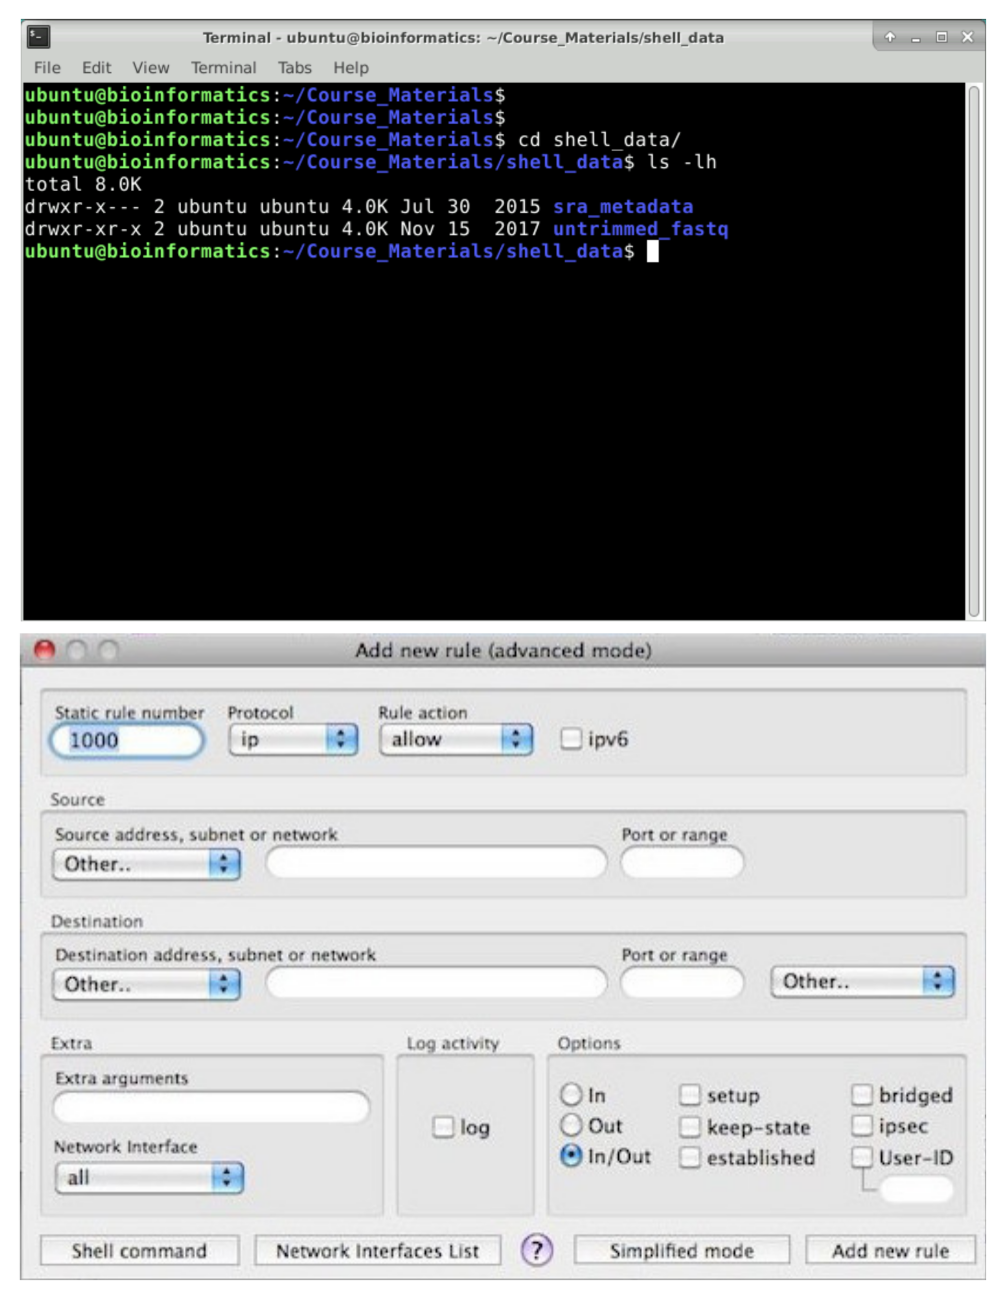 Terminal - ubuntu@bioinformatics: ~/Course_Materials/shell_data
File Edit View Terminal Tabs Help
ubuntu@bioinformatics:~/Course_Materials$
ubuntu@bioinformatics:~/Course_Materials$
ubuntu@bioinformatics:~/Course_Materials$ cd shell_data/
ubuntu@bioinformatics:~/Course_Materials/shell_data$ ls -lh
total 8.0K
drwxr-x--- 2 ubuntu ubuntu 4.0K Jul 30  2015 sra_metadata
drwxr-xr-x 2 ubuntu ubuntu 4.0K Nov 15  2017 untrimmed_fastq
ubuntu@bioinformatics:~/Course_Materials/shell_data$
Add new rule (advanced mode)
Static rule number Protocol Rule action
1000 ip allow ipv6
Source
Source address, subnet or network Port or range
Other..
Destination
Destination address, subnet or network Port or range
Other.. Other..
Extra Log activity Options
Extra arguments
In setup bridged
log Out keep-state ipsec
Network Interface
In/Out established User-ID
all
Shell command Network Interfaces List ? Simplified mode Add new rule